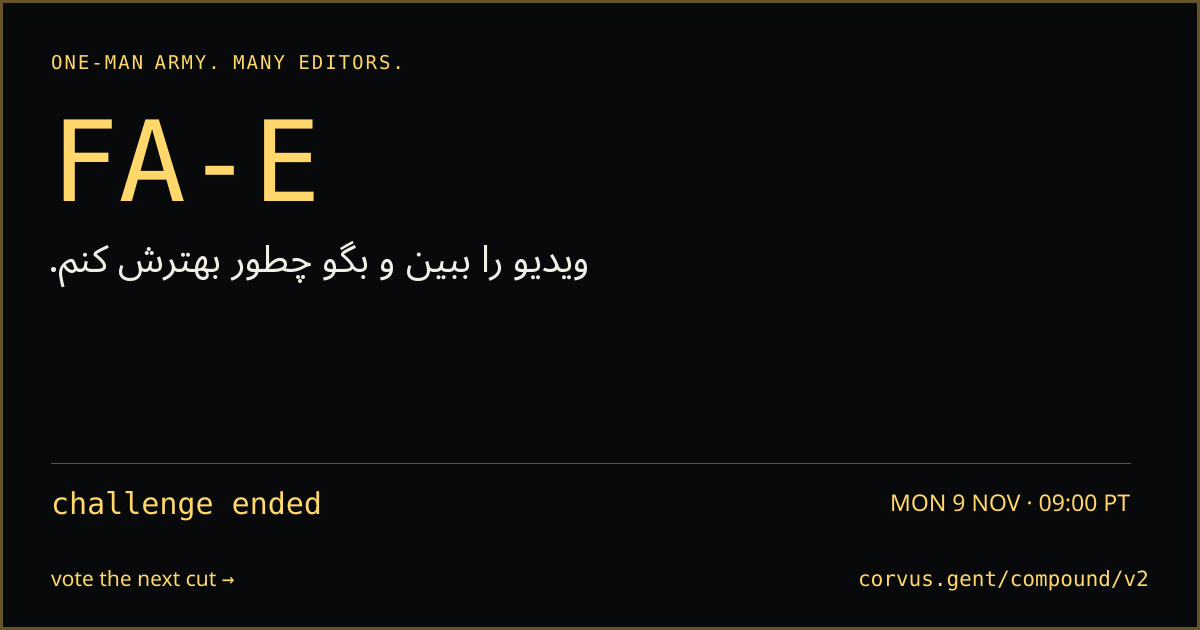 ONE-MAN ARMY. MANY EDITORS.
FA-E
ویدیو را ببین و بگو چطور بهترش کنم.
challenge ended
MON 9 NOV · 09:00 PT
vote the next cut →
corvus.gent/compound/v2